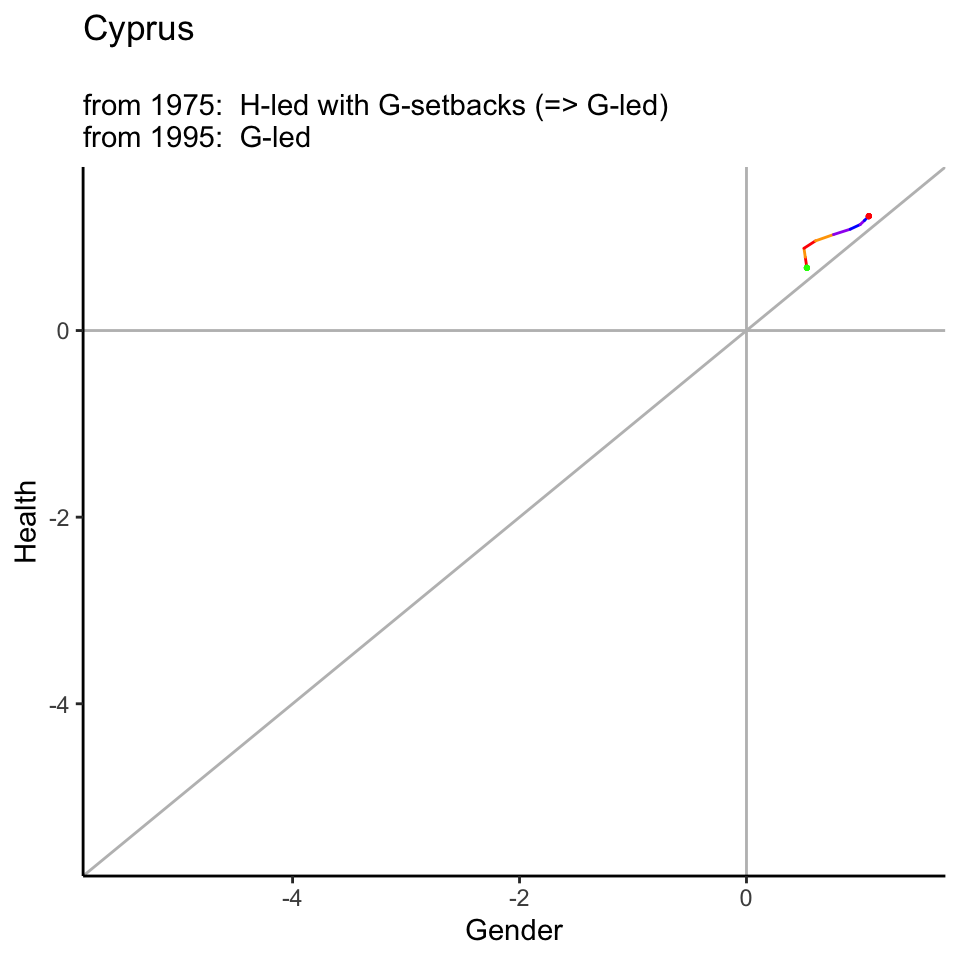 Cyprus
from 1975:  H-led with G-setbacks (=> G-led)
from 1995:  G-led
Health
0
-2
-4
-4
-2
0
Gender